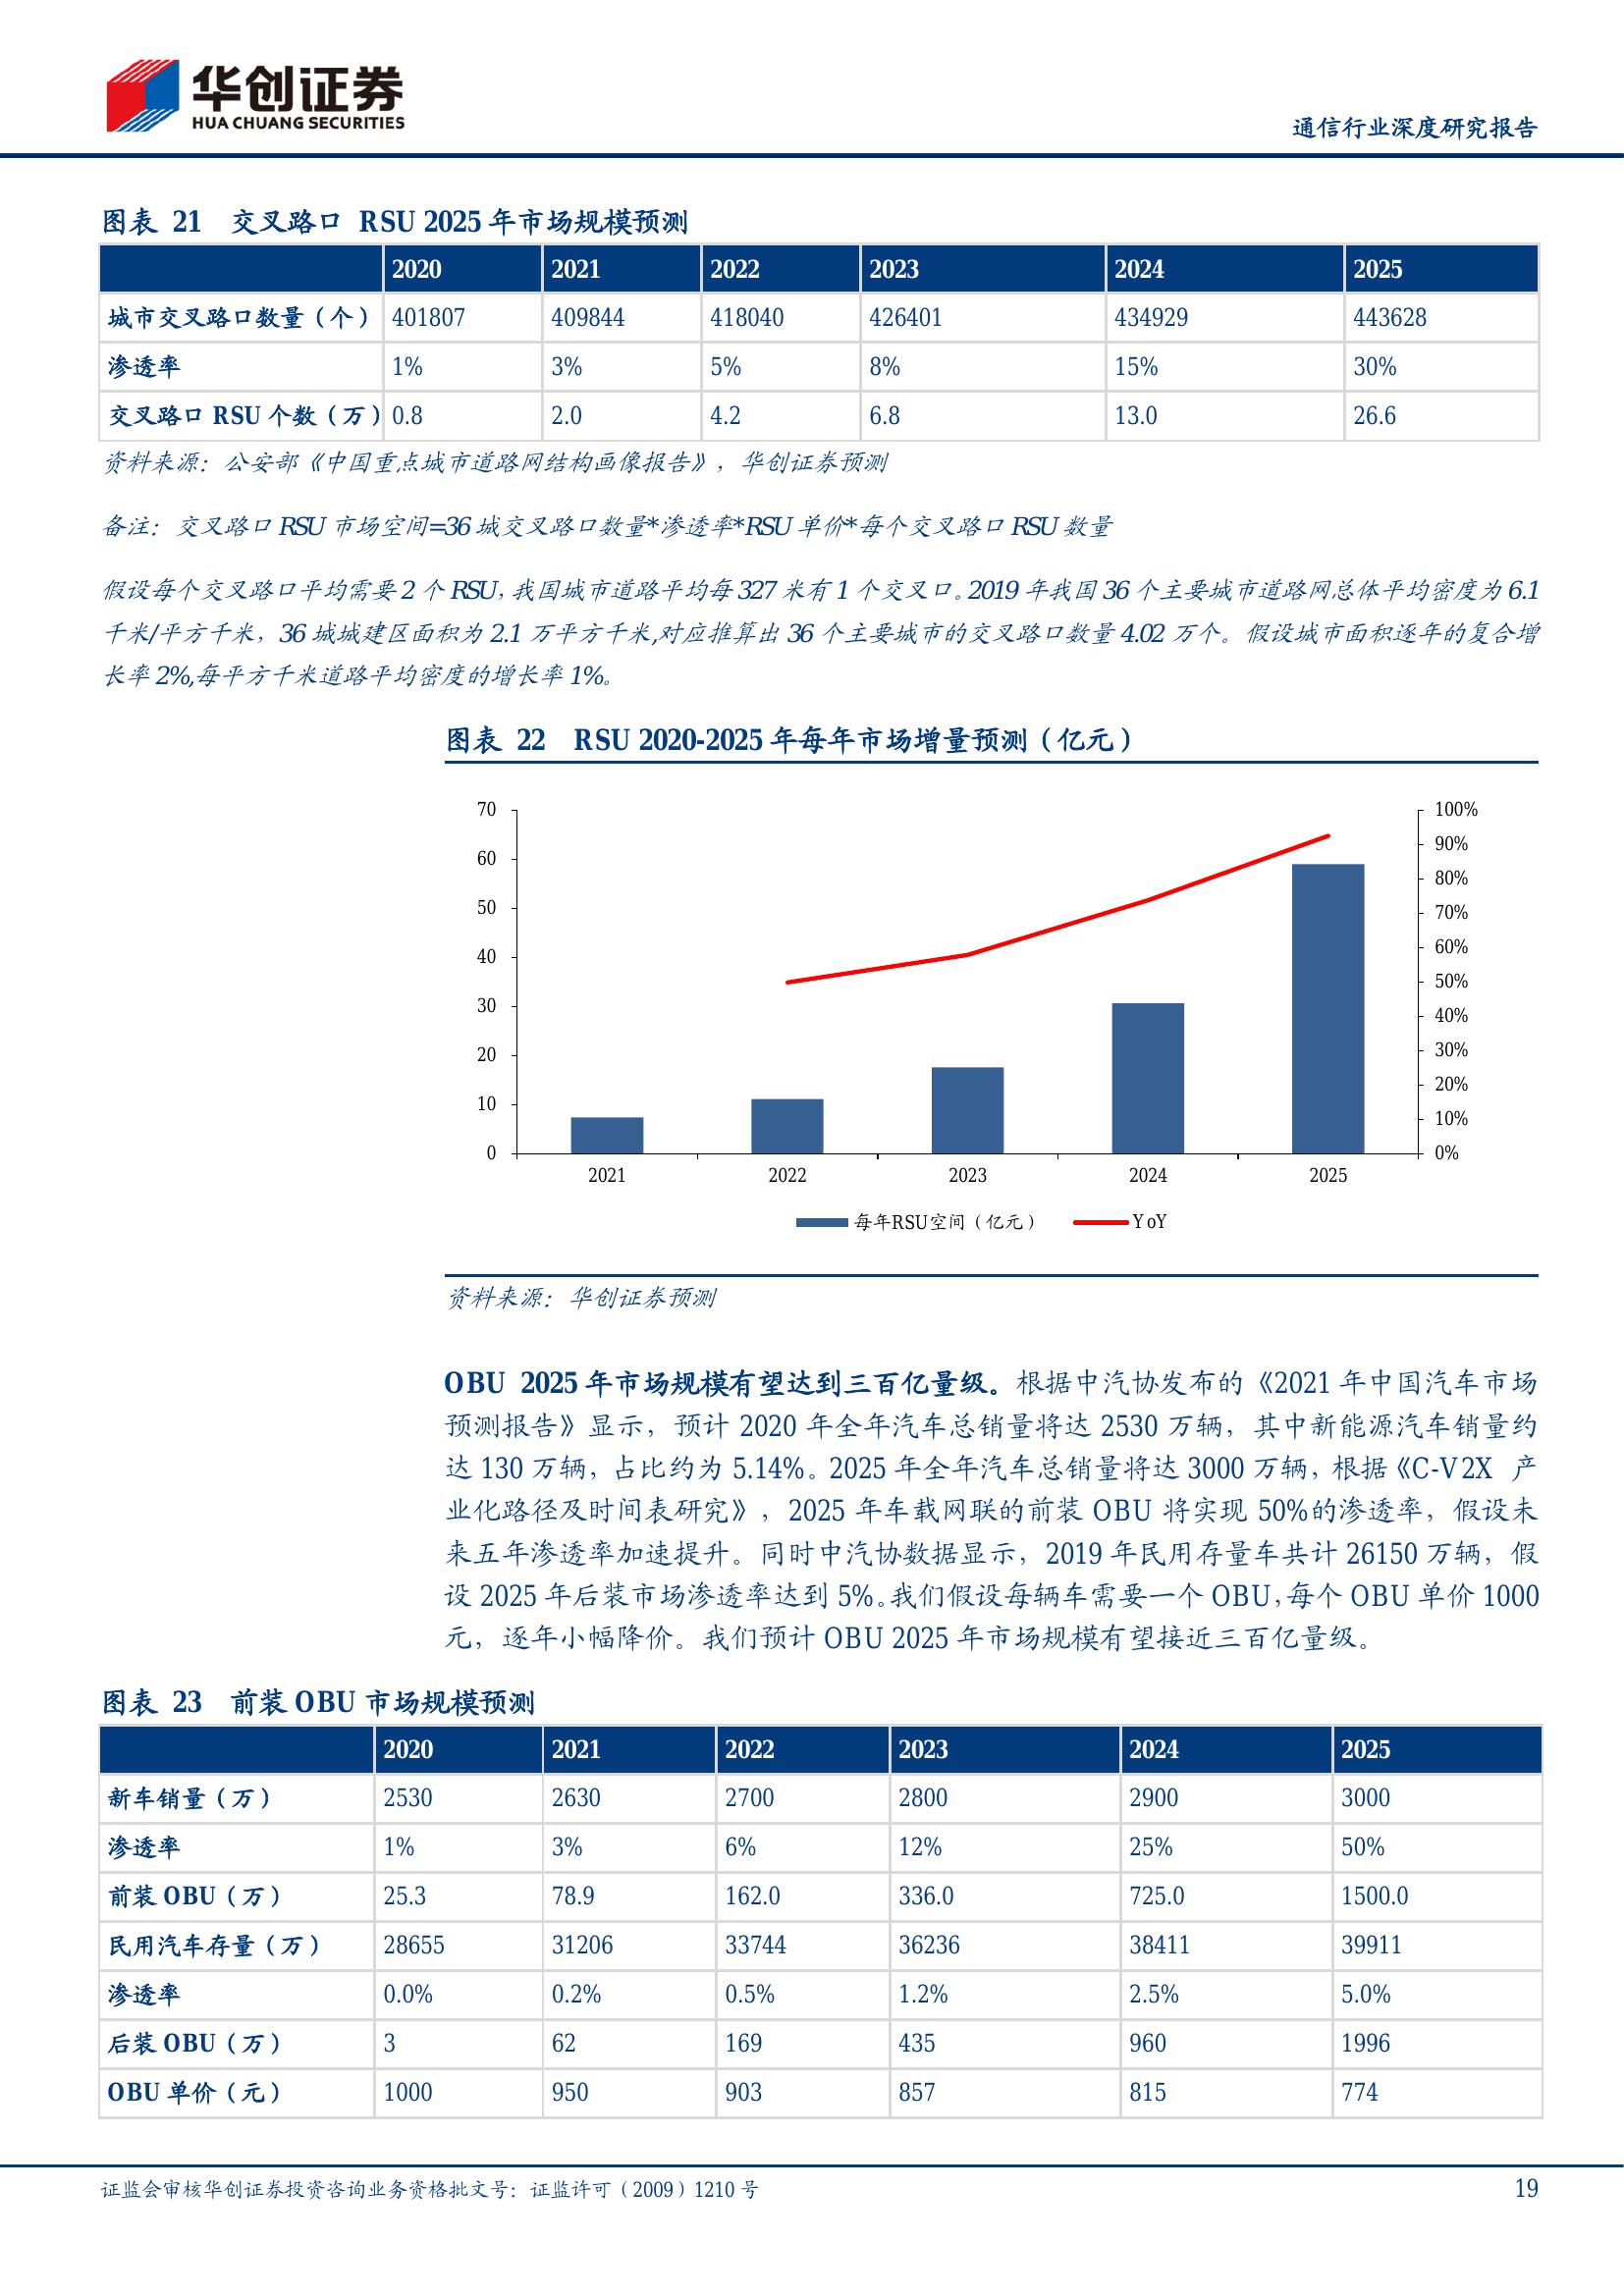 华创证券
HUA CHUANG SECURITIES
通信行业深度研究报告
图表 21 交叉路口 RSU 2025 年市场规模预测
2020 2021 2022 2023 2024 2025
城市交叉路口数量（个） 401807 409844 418040 426401 434929 443628
渗透率 1% 3% 5% 8% 15% 30%
交叉路口 RSU 个数（万） 0.8 2.0 4.2 6.8 13.0 26.6
资料来源：公安部《中国重点城市道路网结构画像报告》，华创证券预测
备注：交叉路口 RSU 市场空间=36 城交叉路口数量*渗透率*RSU 单价*每个交叉路口 RSU 数量
假设每个交叉路口平均需要 2 个 RSU，我国城市道路平均每 327 米有 1 个交叉口。2019 年我国 36 个主要城市道路网总体平均密度为 6.1
千米/平方千米，36 城城建区面积为 2.1 万平方千米,对应推算出 36 个主要城市的交叉路口数量 4.02 万个。假设城市面积逐年的复合增
长率 2%,每平方千米道路平均密度的增长率 1%。
图表 22 RSU 2020-2025 年每年市场增量预测（亿元）
70 100%
90%
60 80%
50 70%
40 60%
50%
30 40%
20 30%
20%
10 10%
0 0%
2021 2022 2023 2024 2025
每年RSU空间（亿元） YoY
资料来源：华创证券预测
OBU 2025 年市场规模有望达到三百亿量级。根据中汽协发布的《2021 年中国汽车市场
预测报告》显示，预计 2020 年全年汽车总销量将达 2530 万辆，其中新能源汽车销量约
达 130 万辆，占比约为 5.14%。2025 年全年汽车总销量将达 3000 万辆，根据《C-V2X 产
业化路径及时间表研究》，2025 年车载网联的前装 OBU 将实现 50%的渗透率，假设未
来五年渗透率加速提升。同时中汽协数据显示，2019 年民用存量车共计 26150 万辆，假
设 2025 年后装市场渗透率达到 5%。我们假设每辆车需要一个 OBU，每个 OBU 单价 1000
元，逐年小幅降价。我们预计 OBU 2025 年市场规模有望接近三百亿量级。
图表 23 前装 OBU 市场规模预测
2020 2021 2022 2023 2024 2025
新车销量（万） 2530 2630 2700 2800 2900 3000
渗透率 1% 3% 6% 12% 25% 50%
前装 OBU（万） 25.3 78.9 162.0 336.0 725.0 1500.0
民用汽车存量（万） 28655 31206 33744 36236 38411 39911
渗透率 0.0% 0.2% 0.5% 1.2% 2.5% 5.0%
后装 OBU（万） 3 62 169 435 960 1996
OBU 单价（元） 1000 950 903 857 815 774
证监会审核华创证券投资咨询业务资格批文号：证监许可（2009）1210 号 19